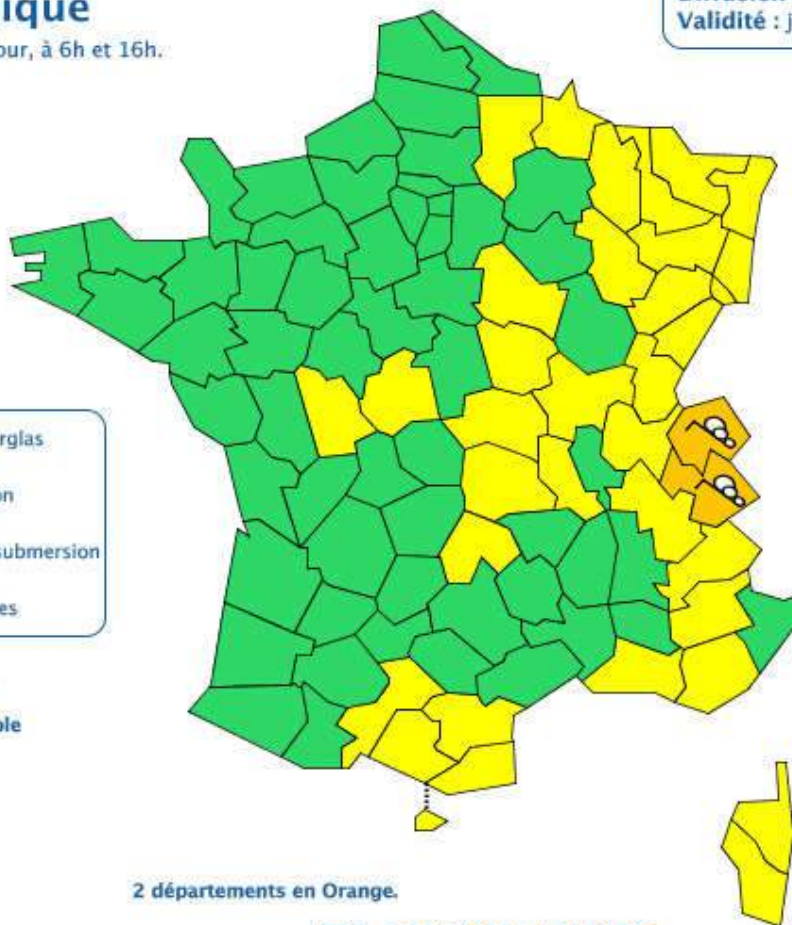 ique
our, à 6h et 16h.
Validité : j
rglas
on
submersion
es
ole
2 départements en Orange.